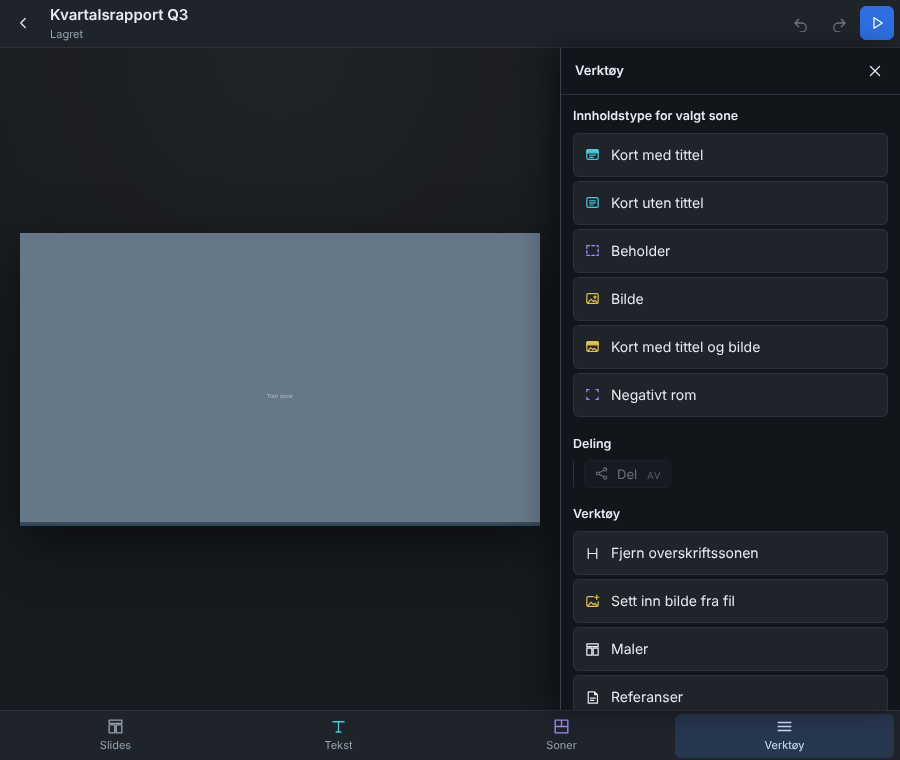 Kvartalsrapport Q3
Lagret
Verktøy
Innholdstype for valgt sone
Kort med tittel
Kort uten tittel
Beholder
Bilde
Kort med tittel og bilde
Negativt rom
Tom sone
Deling
Del AV
Verktøy
Fjern overskriftssonen
Sett inn bilde fra fil
Maler
Referanser
Slides
Tekst
Soner
Verktøy